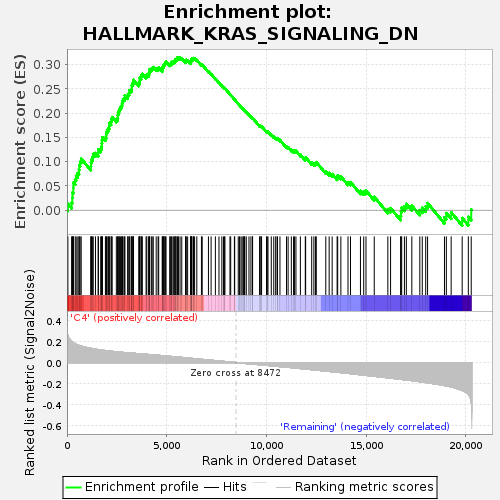 Enrichment plot:
HALLMARK_KRAS_SIGNALING_DN
Enrichment score (ES)
0.30
0.25
0.20
0.15
0.10
0.05
0.00
'C4' (positively correlated)
Ranked list metric (Signal2Noise)
0.4
0.2
0.0
-0.2
-0.4
-0.6
Zero cross at 8472
'Remaining' (negatively correlated)
0
5,000
10,000
15,000
20,000
Rank in Ordered Dataset
Enrichment profile
Hits
Ranking metric scores